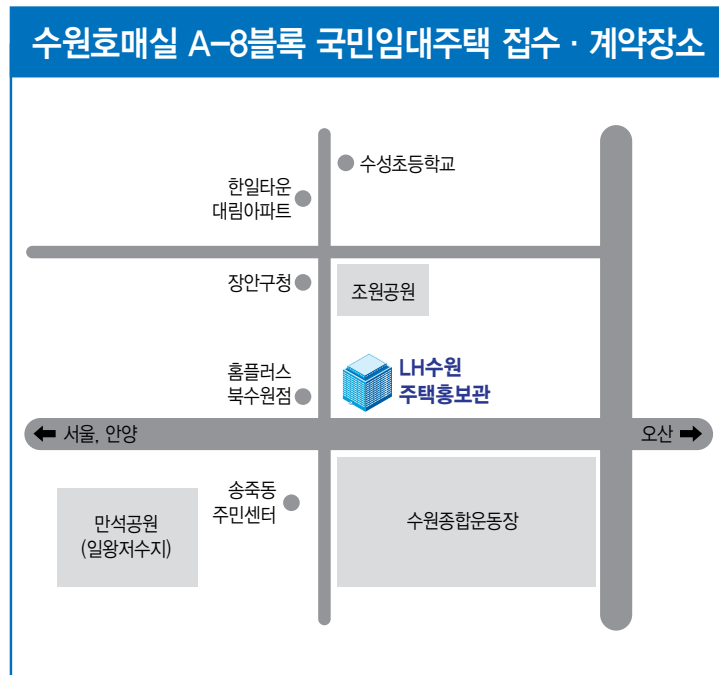 수원호매실 A-8블록 국민임대주택 접수 · 계약장소
수성초등학교
한일타운
대림아파트
장안구청
조원공원
홈플러스
북수원점
LH수원
주택홍보관
서울, 안양
오산
송죽동
주민센터
만석공원
(일왕저수지)
수원종합운동장